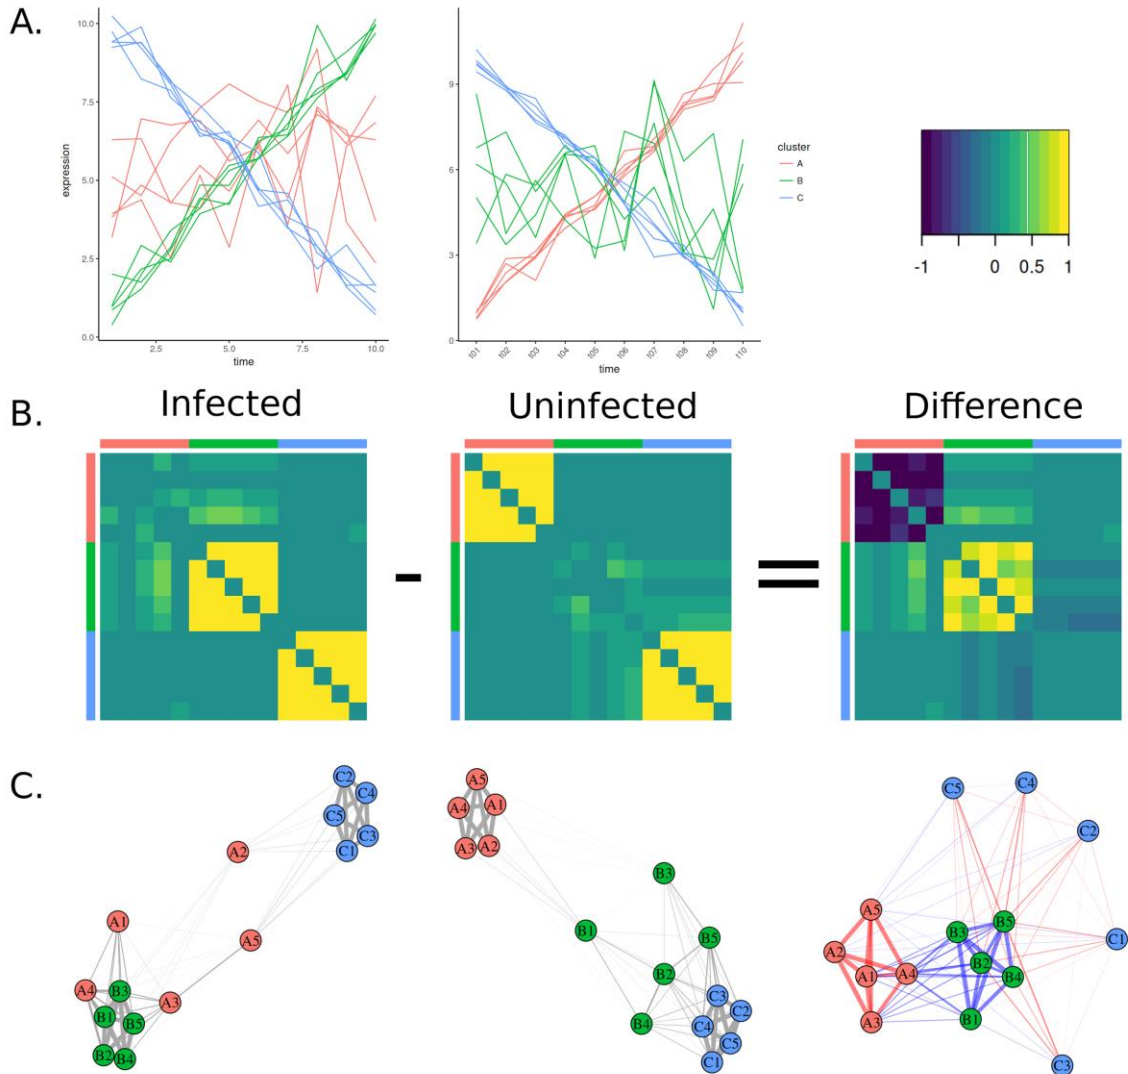 A.
10.0
7.5
5.0
2.5
0.0
expression
2.5 5.0 7.5 10.0
time
9
6
3
0
t01 t02 t03 t04 t05 t06 t07 t08 t09 t10
time
cluster
A
B
C
-1 0 0.5 1
B.
Infected
-
Uninfected
=
Difference
C.
C2
C4
C5
C3
C1
A2
A1
A5
A4
B3
A3
B1
B5
B2
B4
A5
A4
A1
A3
A2
B3
B1
B5
B2
C3
C2
B4
C4
C5
C1
C5
C4
C2
A5
B5
B3
C1
A2
B2
A1
A4
B4
A3
B1
C3